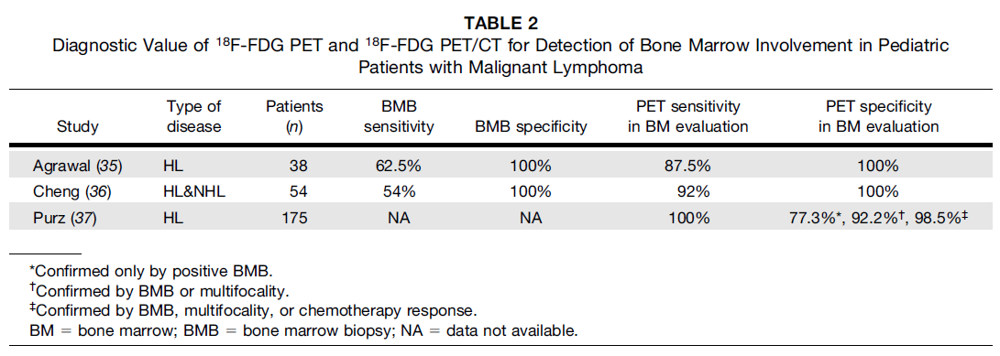 TABLE 2
Diagnostic Value of 18F-FDG PET and 18F-FDG PET/CT for Detection of Bone Marrow Involvement in Pediatric
Patients with Malignant Lymphoma
Study Type of disease Patients (n) BMB sensitivity BMB specificity PET sensitivity in BM evaluation PET specificity in BM evaluation
Agrawal (35) HL 38 62.5% 100% 87.5% 100%
Cheng (36) HL&NHL 54 54% 100% 92% 100%
Purz (37) HL 175 NA NA 100% 77.3%*, 92.2%†, 98.5%‡
*Confirmed only by positive BMB.
†Confirmed by BMB or multifocality.
‡Confirmed by BMB, multifocality, or chemotherapy response.
BM = bone marrow; BMB = bone marrow biopsy; NA = data not available.